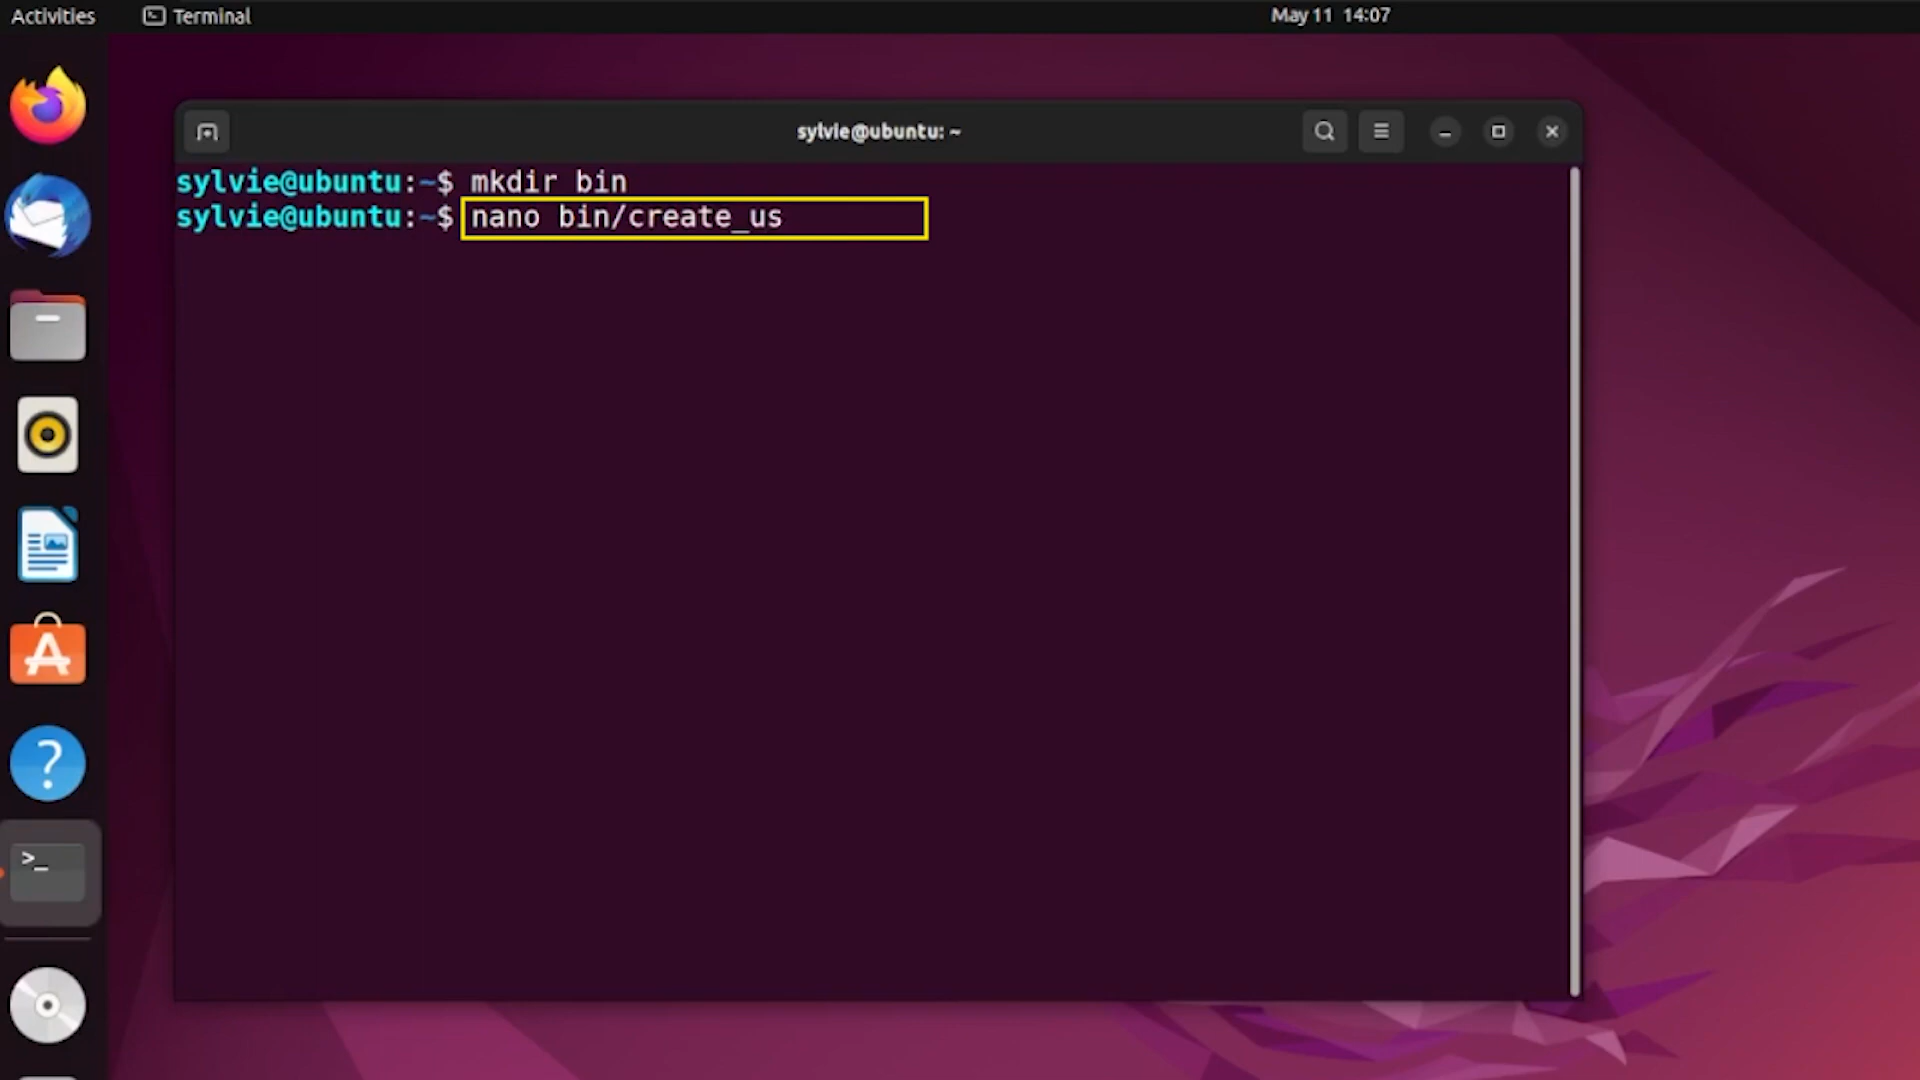 Activities Terminal May 11 14:07
sylvie@ubuntu: ~
sylvie@ubuntu:~$ mkdir bin
sylvie@ubuntu:~$ nano bin/create_us